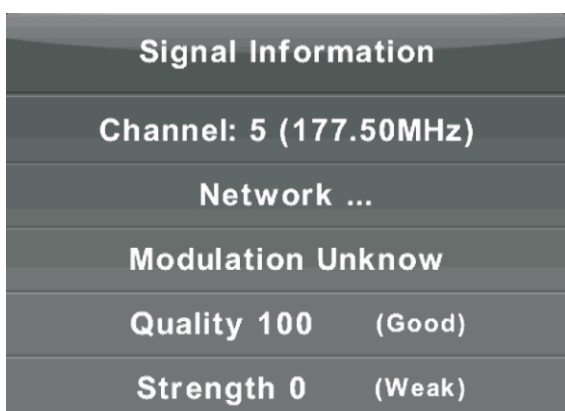 Signal Information
Channel: 5 (177.50MHz)
Network ...
Modulation Unknow
Quality 100 (Good)
Strength 0 (Weak)